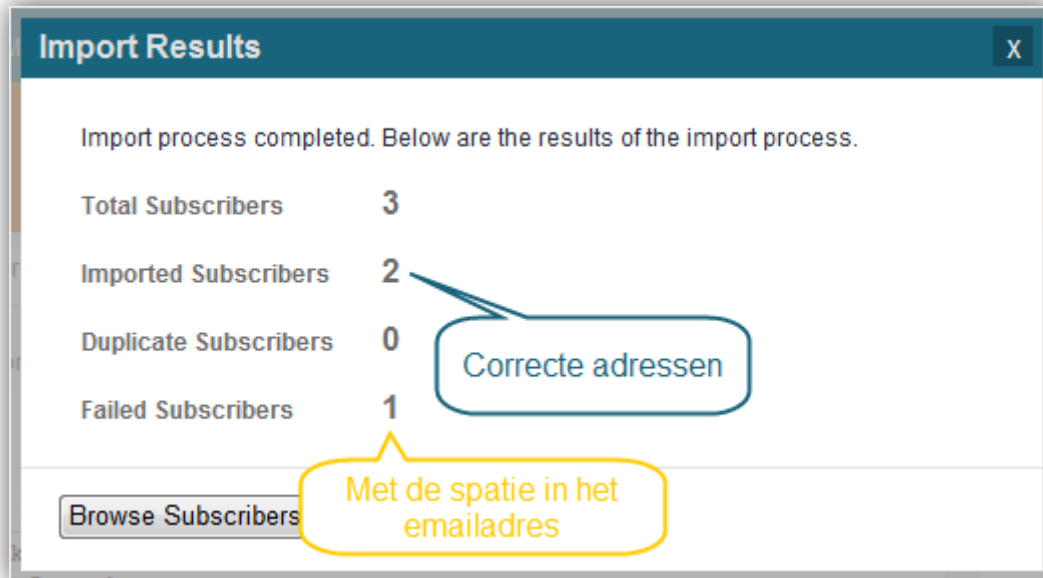 Import Results
X
Import process completed. Below are the results of the import process.
Total Subscribers 3
Imported Subscribers 2
Duplicate Subscribers 0
Correcte adressen
Failed Subscribers 1
Met de spatie in het
emailadres
Browse Subscribers